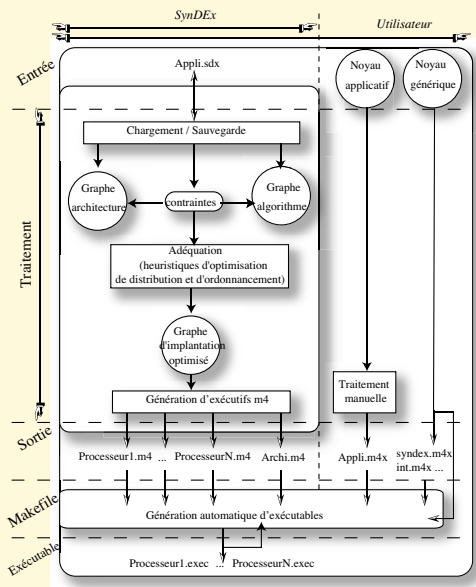 SynDEx
Utilisateur
Entrée
Appli.sdx
Noyau
applicatif
Noyau
générique
Chargement / Sauvegarde
Traitement
Graphe
architecture
contraintes
Graphe
algorithme
Adéquation
(heuristiques d'optimisation
de distribution et d'ordonnancement)
Graphe
d'implantation
optimisé
Génération d'exécutifs m4
Traitement
manuelle
Sortie
Processeur1.m4 ... ProcesseurN.m4 Archi.m4
Appli.m4x
syndex.m4x
int.m4x ...
Makefile
Génération automatique d'exécutables
Exécutable
Processeur1.exec ... ProcesseurN.exec